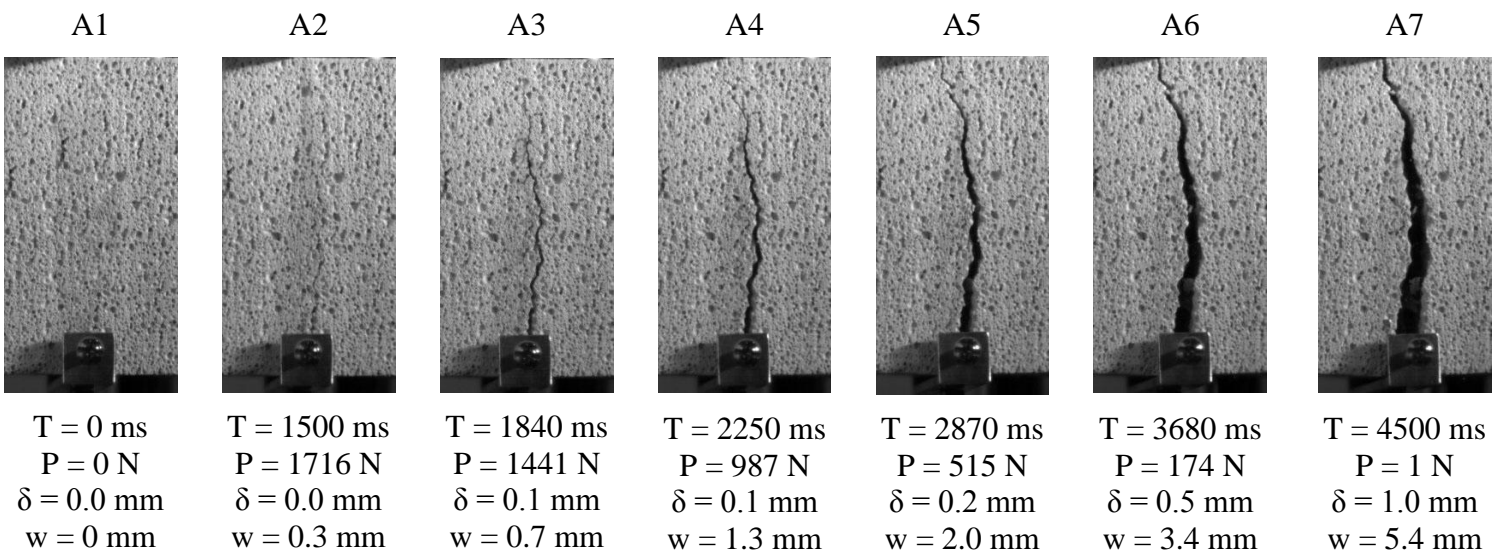 A1 A2 A3 A4 A5 A6 A7
T = 0 ms T = 1500 ms T = 1840 ms T = 2250 ms T = 2870 ms T = 3680 ms T = 4500 ms
P = 0 N P = 1716 N P = 1441 N P = 987 N P = 515 N P = 174 N P = 1 N
δ = 0.0 mm δ = 0.0 mm δ = 0.1 mm δ = 0.1 mm δ = 0.2 mm δ = 0.5 mm δ = 1.0 mm
w = 0 mm w = 0.3 mm w = 0.7 mm w = 1.3 mm w = 2.0 mm w = 3.4 mm w = 5.4 mm